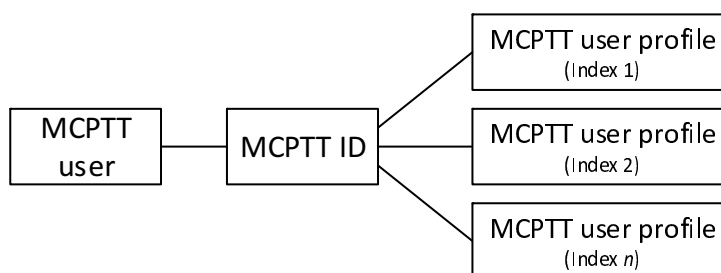 MCPTT user profile
(Index 1)
MCPTT
user
MCPTT ID
MCPTT user profile
(Index 2)
MCPTT user profile
(Index n)